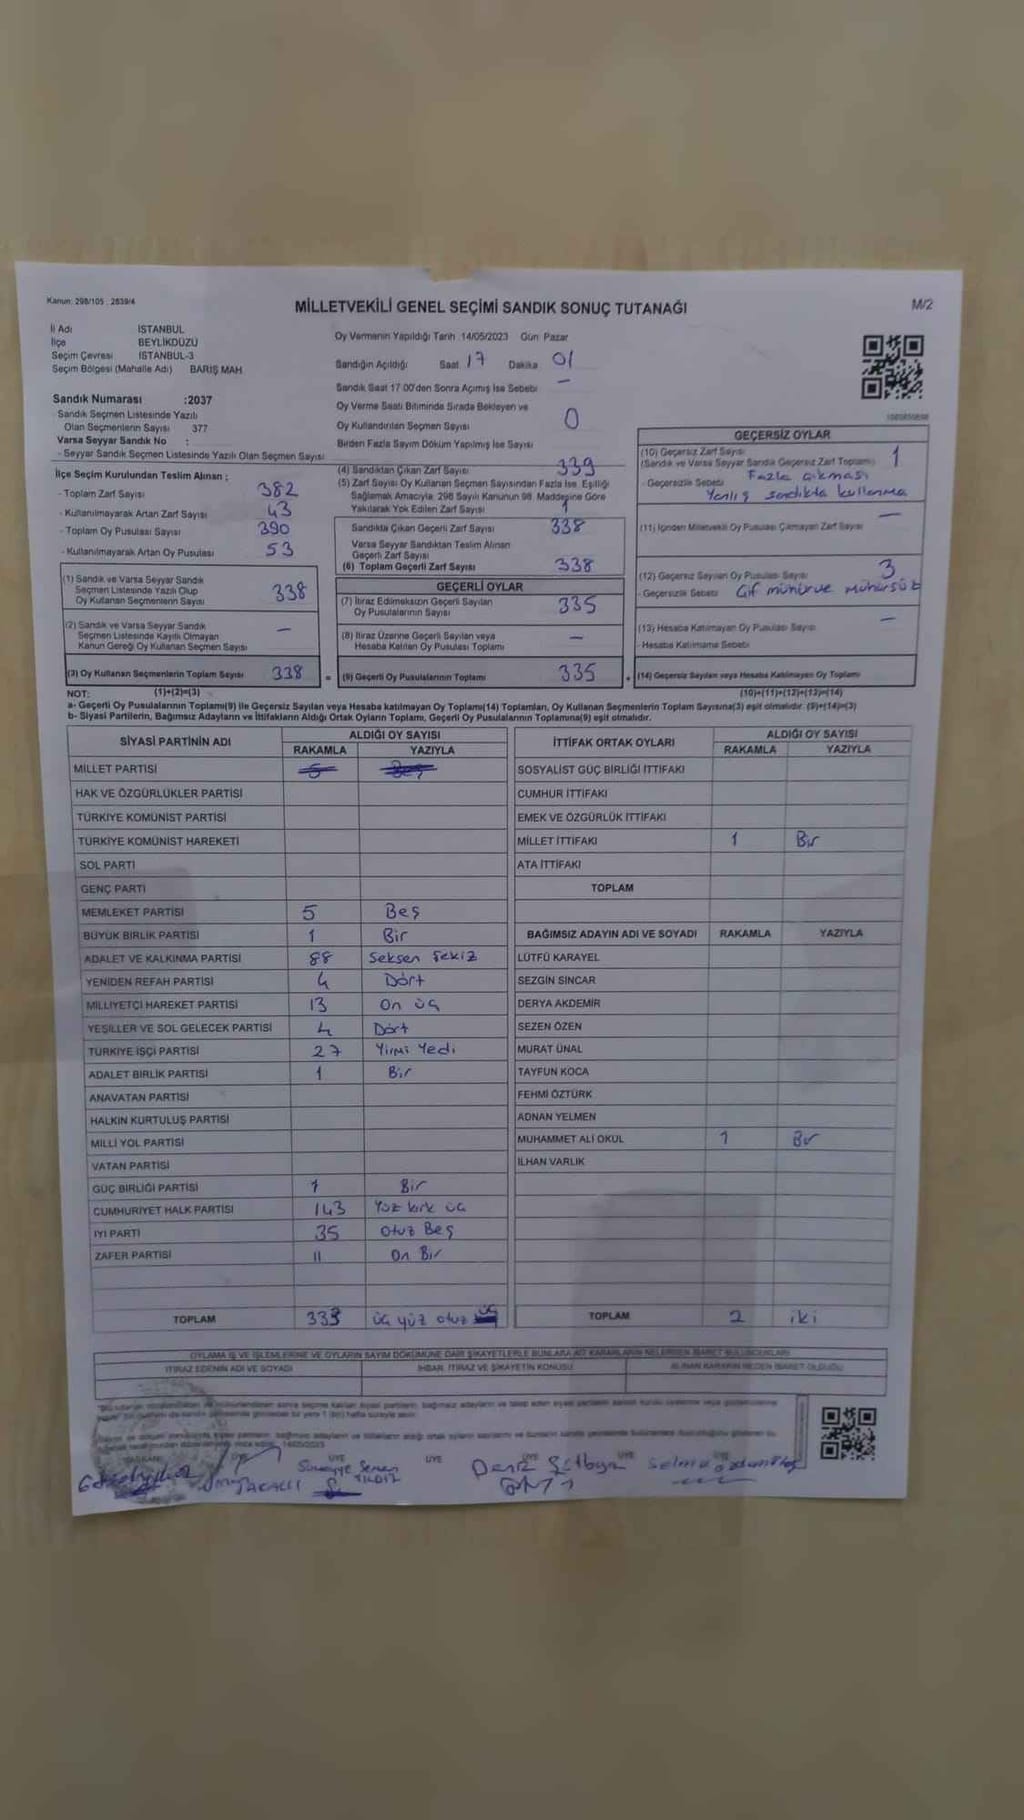 Kanun: 298/105 , 2839/4
MİLLETVEKİLİ GENEL SEÇİMİ SANDIK SONUÇ TUTANAĞI
M/2
İl Adı İSTANBUL
İlçe BEYLİKDÜZÜ
Seçim Çevresi İSTANBUL-3
Seçim Bölgesi (Mahalle Adı) BARIŞ MAH
Sandık Numarası :2037
Sandık Seçmen Listesinde Yazılı
Olan Seçmenlerin Sayısı 377
Varsa Seyyar Sandık No :
- Seyyar Sandık Seçmen Listesinde Yazılı Olan Seçmen Sayısı
İlçe Seçim Kurulundan Teslim Alınan ;
- Toplam Zarf Sayısı 382
- Kullanılmayarak Artan Zarf Sayısı 43
- Toplam Oy Pusulası Sayısı 390
- Kullanılmayarak Artan Oy Pusulası 53
(1) Sandık ve Varsa Seyyar Sandık
Seçmen Listesinde Yazılı Olup
Oy Kullanan Seçmenlerin Sayısı 338
(2) Sandık ve Varsa Seyyar Sandık
Seçmen Listesinde Kayıtlı Olmayan
Kanun Gereği Oy Kullanan Seçmen Sayısı —
(3) Oy Kullanan Seçmenlerin Toplam Sayısı 338
Oy Vermenin Yapıldığı Tarih 14/05/2023 Gün Pazar
Sandığın Açıldığı Saat 17 Dakika 01
Sandık Saat 17 00'den Sonra Açmış İse Sebebi —
Oy Verme Saati Bitiminde Sırada Bekleyen ve
Oy Kullandırılan Seçmen Sayısı 0
Birden Fazla Sayım Döküm Yapılmış İse Sayısı
(4) Sandıktan Çıkan Zarf Sayısı 339
(5) Zarf Sayısı Oy Kullanan Seçmen Sayısından Fazla İse, Eşitliği
Sağlamak Amacıyla, 298 Sayılı Kanunun 98. Maddesine Göre
Yakılarak Yok Edilen Zarf Sayısı 1
Sandıkta Çıkan Geçerli Zarf Sayısı 338
Varsa Seyyar Sandıktan Teslim Alınan
Geçerli Zarf Sayısı
(6) Toplam Geçerli Zarf Sayısı 338
GEÇERLİ OYLAR
(7) İtiraz Edilmeksizin Geçerli Sayılan
Oy Pusulalarının Sayısı 335
(8) İtiraz Üzerine Geçerli Sayılan veya
Hesaba Katılan Oy Pusulası Toplamı —
(9) Geçerli Oy Pusulalarının Toplamı 335
GEÇERSİZ OYLAR
(10) Geçersiz Zarf Sayısı
(Sandık ve Varsa Seyyar Sandık Geçersiz Zarf Toplamı) 1
- Geçersizlik Sebebi Fazla çıkması
Yanlış sandıkta kullanma
(11) İçinden Milletvekili Oy Pusulası Çıkmayan Zarf Sayısı —
(12) Geçersiz Sayılan Oy Pusulası Sayısı 3
- Geçersizlik Sebebi Çif mühürve mühürsüz
(13) Hesaba Katılmayan Oy Pusulası Sayısı —
- Hesaba Katılmama Sebebi
(14) Geçersiz Sayılan veya Hesaba Katılmayan Oy Toplamı
NOT: (1)+(2)=(3) (10)+(11)+(12)+(13)=(14)
a- Geçerli Oy Pusulalarının Toplamı(9) ile Geçersiz Sayılan veya Hesaba Katılmayan Oy Toplamı(14) Toplamları, Oy Kullanan Seçmenlerin Toplam Sayısına(3) eşit olmalıdır. (9)+(14)=(3)
b- Siyasi Partilerin, Bağımsız Adayların ve İttifakların Aldığı Ortak Oyların Toplamı, Geçerli Oy Pusulalarının Toplamına(9) eşit olmalıdır.
SİYASİ PARTİNİN ADI ALDIĞI OY SAYISI
RAKAMLA YAZIYLA
MİLLET PARTİSİ 5 Beş
HAK VE ÖZGÜRLÜKLER PARTİSİ
TÜRKİYE KOMÜNİST PARTİSİ
TÜRKİYE KOMÜNİST HAREKETİ
SOL PARTİ
GENÇ PARTİ
MEMLEKET PARTİSİ 5 Beş
BÜYÜK BİRLİK PARTİSİ 1 Bir
ADALET VE KALKINMA PARTİSİ 88 Seksen Sekiz
YENİDEN REFAH PARTİSİ 4 Dört
MİLLİYETÇİ HAREKET PARTİSİ 13 On üç
YEŞİLLER VE SOL GELECEK PARTİSİ 4 Dört
TÜRKİYE İŞÇİ PARTİSİ 27 Yirmi Yedi
ADALET BİRLİK PARTİSİ 1 Bir
ANAVATAN PARTİSİ
HALKIN KURTULUŞ PARTİSİ
MİLLİ YOL PARTİSİ
VATAN PARTİSİ
GÜÇ BİRLİĞİ PARTİSİ 1 Bir
CUMHURİYET HALK PARTİSİ 143 Yüz kırk üç
İYİ PARTİ 35 Otuz Beş
ZAFER PARTİSİ 11 On Bir
TOPLAM 333 üç yüz otuz üç
İTTİFAK ORTAK OYLARI ALDIĞI OY SAYISI
RAKAMLA YAZIYLA
SOSYALİST GÜÇ BİRLİĞİ İTTİFAKI
CUMHUR İTTİFAKI
EMEK VE ÖZGÜRLÜK İTTİFAKI
MİLLET İTTİFAKI 1 Bir
ATA İTTİFAKI
TOPLAM
BAĞIMSIZ ADAYIN ADI VE SOYADI RAKAMLA YAZIYLA
LÜTFÜ KARAYEL
SEZGİN SİNCAR
DERYA AKDEMİR
SEZEN ÖZEN
MURAT ÜNAL
TAYFUN KOCA
FEHMİ ÖZTÜRK
ADNAN YELMEN
MUHAMMET ALİ OKUL 1 Bir
İLHAN VARLIK
TOPLAM 2 iki
OYLAMA İŞ VE İŞLEMLERİNE VE OYLARIN SAYIM DÖKÜMÜNE DAİR ŞİKAYETLERLE BUNLARA AİT KARARLARIN NELERDEN İBARET BULUNDUKLARI
İTİRAZ EDENİN ADI VE SOYADI İHBAR, İTİRAZ VE ŞİKAYETİN KONUSU ALINAN KARARIN NEDEN İBARET OLDUĞU
BAŞKAN ÜYE ÜYE ÜYE ÜYE ÜYE ÜYE
Sümeyye Seren
YILDIZ
Deniz
Selma